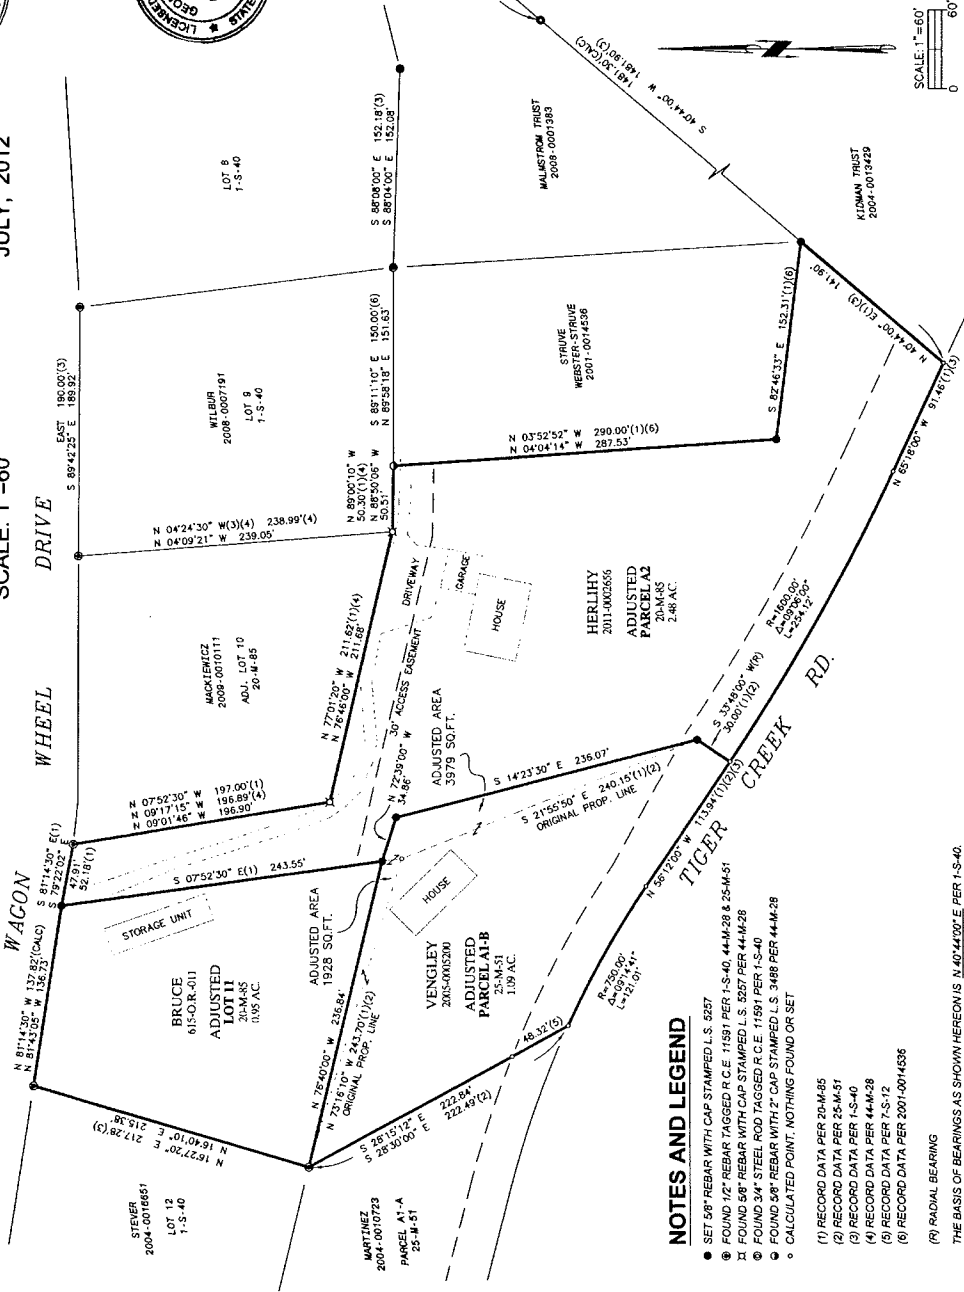 LICENSED
STATE
GEO
SCALE: 1"=60'
JULY, 2012
WAGON WHEEL DRIVE
N 81°14'30" W 137.82'(CALC)
N 81°43'05" W 136.73'
S 81°14'30" E(1)
S 79°22'02" E
47.91'
52.18'(1)
S 89°42'25" E 189.92'
EAST 190.00'(3)
LOT 8
1-S-40
WILBUR
2008-0007191
LOT 9
1-S-40
MACKIEWICZ
2009-0010111
ADJ. LOT 10
20-M-85
N 04°24'30" W(3)(4) 238.99'(4)
N 04°09'21" W 239.05'
N 07°52'30" W 197.00'(1)
N 09°17'15" W 196.89'(4)
N 09°01'46" W 196.90'
S 07°52'30" E(1) 243.55'
N 77°01'20" W 211.62'(1)(4)
N 76°46'00" W 211.68'
N 89°00'10" W
50.30'(1)(4)
N 88°50'06" W
50.51'
S 89°11'10" E 150.00'(6)
N 89°58'18" E 151.63'
S 88°08'00" E 152.18'(3)
S 88°04'00" E 152.08'
MALMSTROM TRUST
2008-0001383
1481.30'(CALC)
1481.90'(3)
S 40°44'00" W
KIDMAN TRUST
2004-0013429
STRUVE
WEBSTER-STRUVE
2001-0014536
N 03°52'52" W 290.00'(1)(6)
N 04°04'14" W 287.53'
S 82°46'33" E 152.31'(1)(6)
N 40°44'00" E(1)(3) 141.90'
N 65°18'00" W 91.46'(1)(3)
30' ACCESS EASEMENT
DRIVEWAY
GARAGE
HOUSE
HERLIHY
2011-0002656
ADJUSTED
PARCEL A2
20-M-85
2.48 AC.
R=1600.00'
Δ=09°06'00"
L=254.12'
S 33°48'00" W(R)
30.00'(1)(2)
N 72°39'00" W
34.86'
ADJUSTED AREA
3979 SQ.FT.
S 14°23'30" E 236.07'
S 21°55'50" E 240.15'(1)(2)
ORIGINAL PROP. LINE
STORAGE UNIT
BRUCE
615-O.R.-011
ADJUSTED
LOT 11
20-M-85
0.95 AC.
ADJUSTED AREA
1928 SQ.FT.
N 16°27'20" E 217.28'(3)
N 16°40'10" E 215.38'
STEVER
2004-0016651
LOT 12
1-S-40
N 76°40'00" W 236.84'
N 73°16'10" W 243.70'(1)(2)
ORIGINAL PROP. LINE
HOUSE
VENGLEY
2005-0005200
ADJUSTED
PARCEL A1-B
25-M-51
1.09 AC.
MARTINEZ
2004-0010723
PARCEL A1-A
25-M-51
S 28°15'12" E 222.84'
S 28°30'00" E 222.49'(2)
48.32'(5)
R=750.00'
Δ=09°14'41"
L=121.01'
N 56°12'00" W 113.94'(1)(2)(3)
TIGER CREEK RD.
SCALE: 1"=60'
0 60'
NOTES AND LEGEND
SET 5/8" REBAR WITH CAP STAMPED L.S. 5257
FOUND 1/2" REBAR TAGGED R.C.E. 11591 PER 1-S-40, 44-M-28 & 25-M-51
FOUND 5/8" REBAR WITH CAP STAMPED L.S. 5257 PER 44-M-28
FOUND 3/4" STEEL ROD TAGGED R.C.E. 11591 PER 1-S-40
FOUND 5/8" REBAR WITH 2" CAP STAMPED L.S. 3488 PER 44-M-28
CALCULATED POINT, NOTHING FOUND OR SET
(1) RECORD DATA PER 20-M-85
(2) RECORD DATA PER 25-M-51
(3) RECORD DATA PER 1-S-40
(4) RECORD DATA PER 44-M-28
(5) RECORD DATA PER 7-S-12
(6) RECORD DATA PER 2001-0014536
(R) RADIAL BEARING
THE BASIS OF BEARINGS AS SHOWN HEREON IS N 40°44'00" E PER 1-S-40.